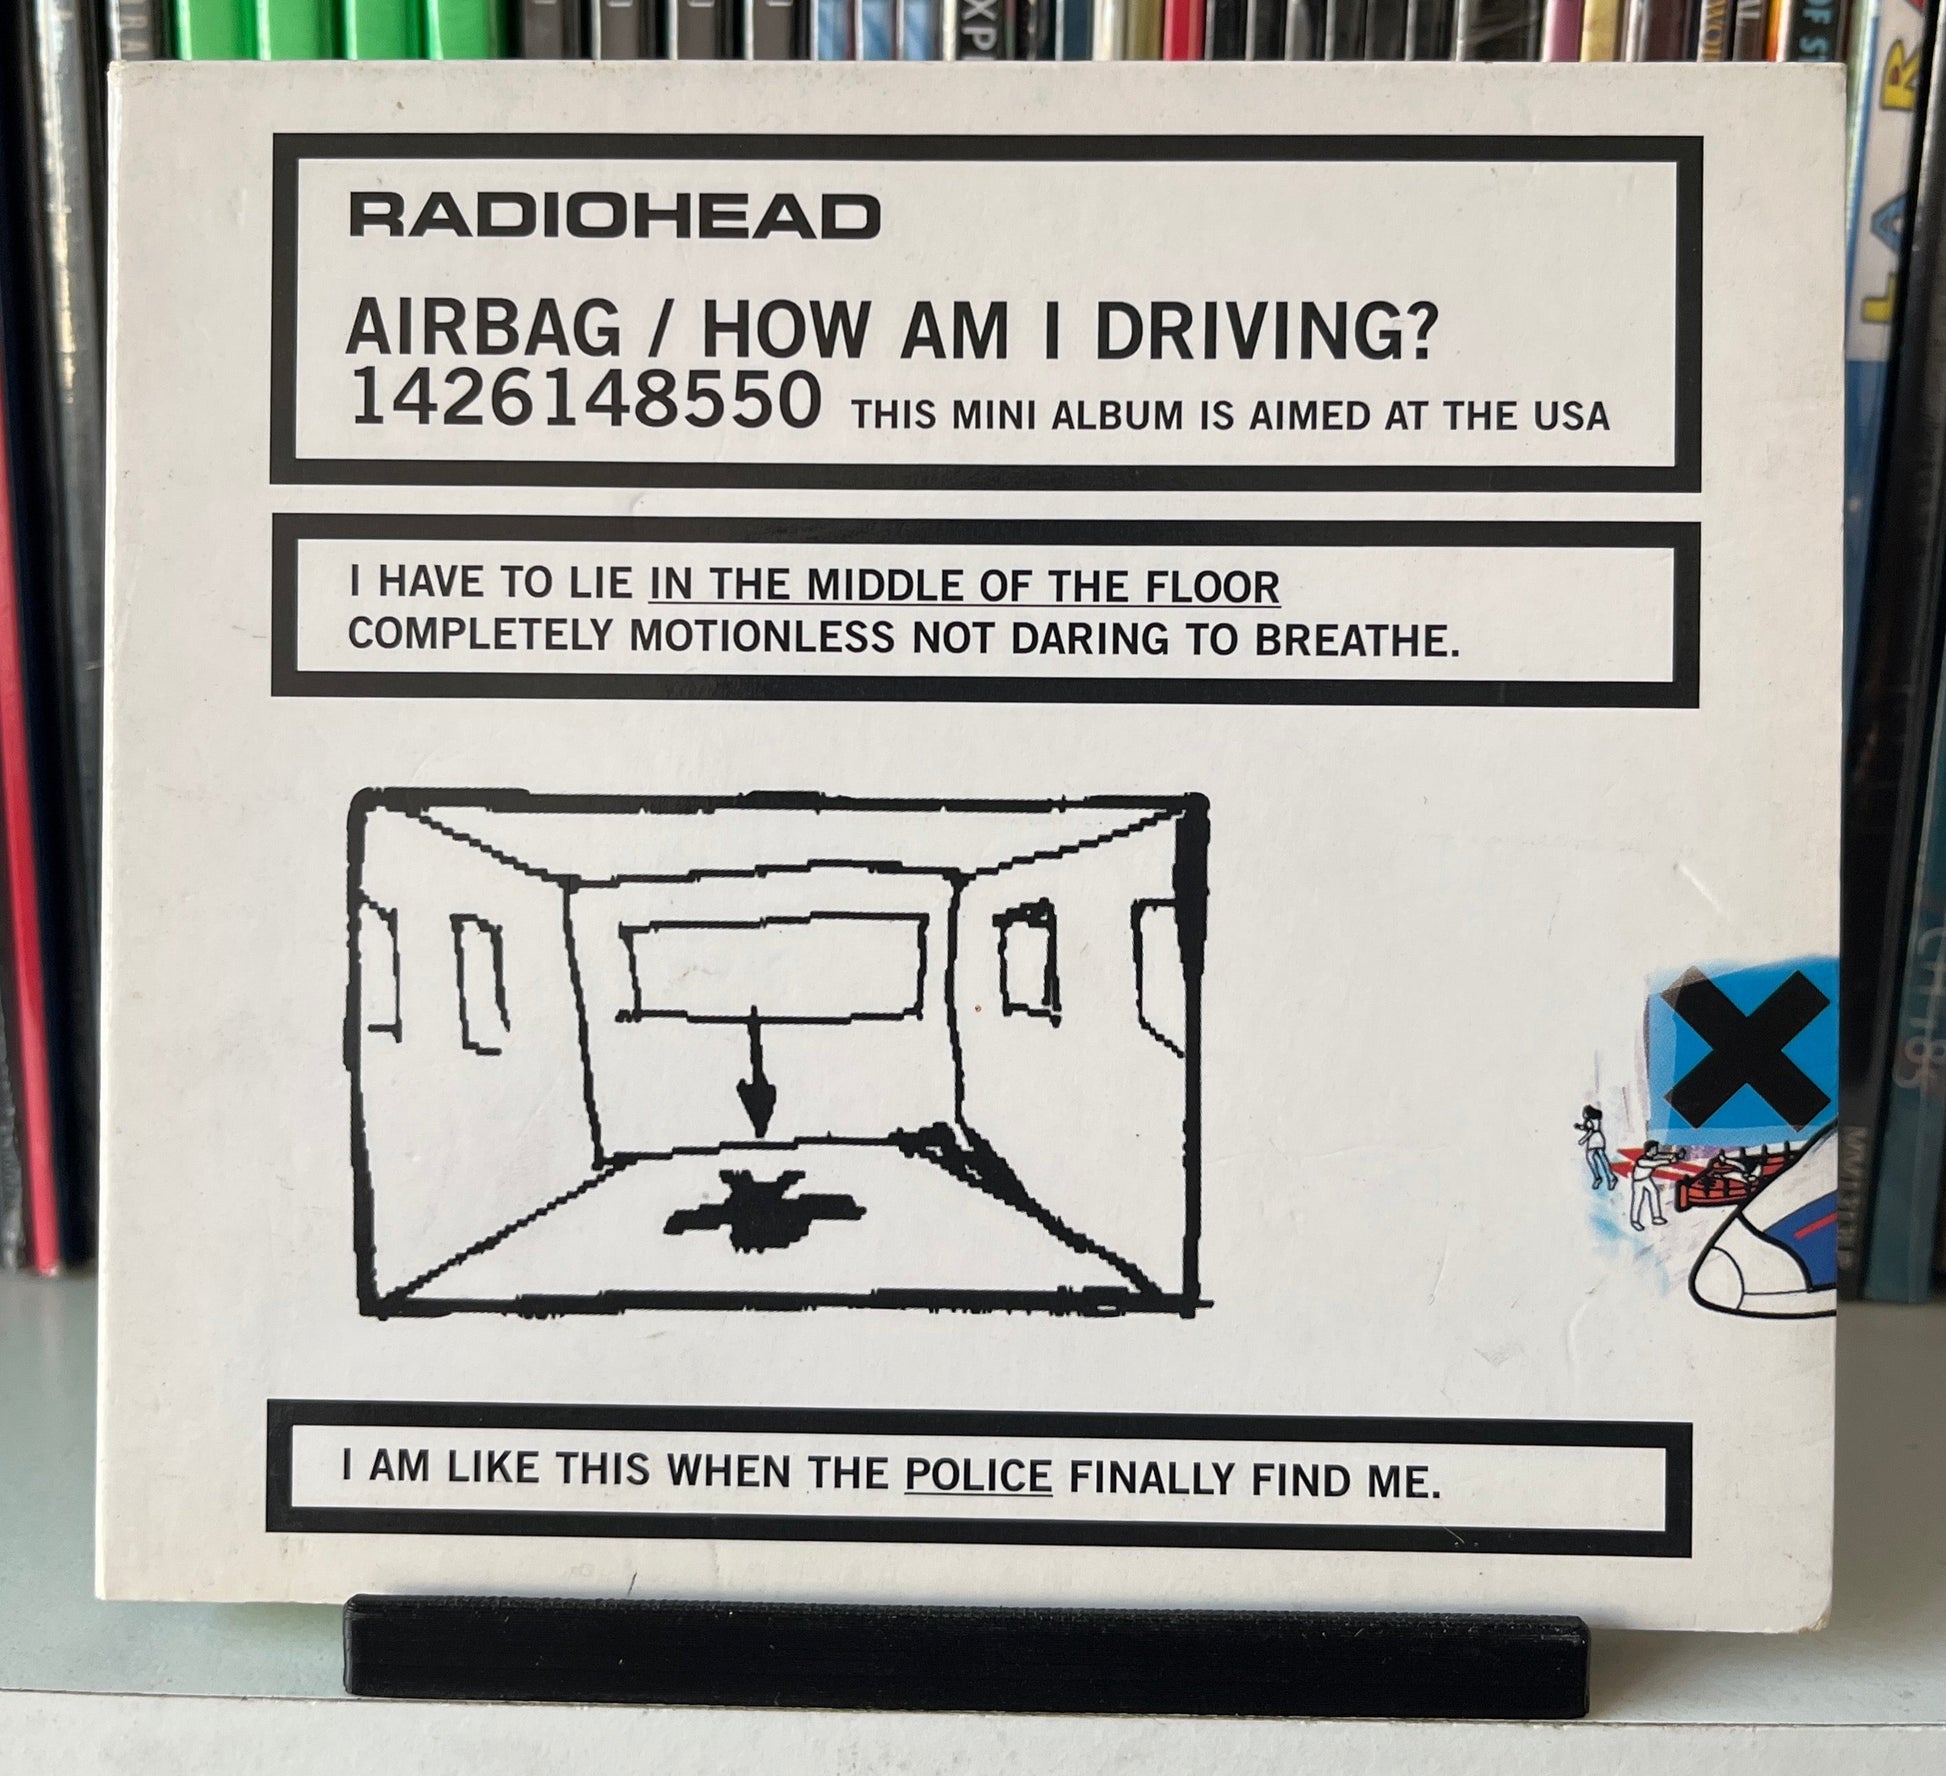 RADIOHEAD
AIRBAG / HOW AM I DRIVING?
1426148550 THIS MINI ALBUM IS AIMED AT THE USA
I HAVE TO LIE IN THE MIDDLE OF THE FLOOR
COMPLETELY MOTIONLESS NOT DARING TO BREATHE.
I AM LIKE THIS WHEN THE POLICE FINALLY FIND ME.